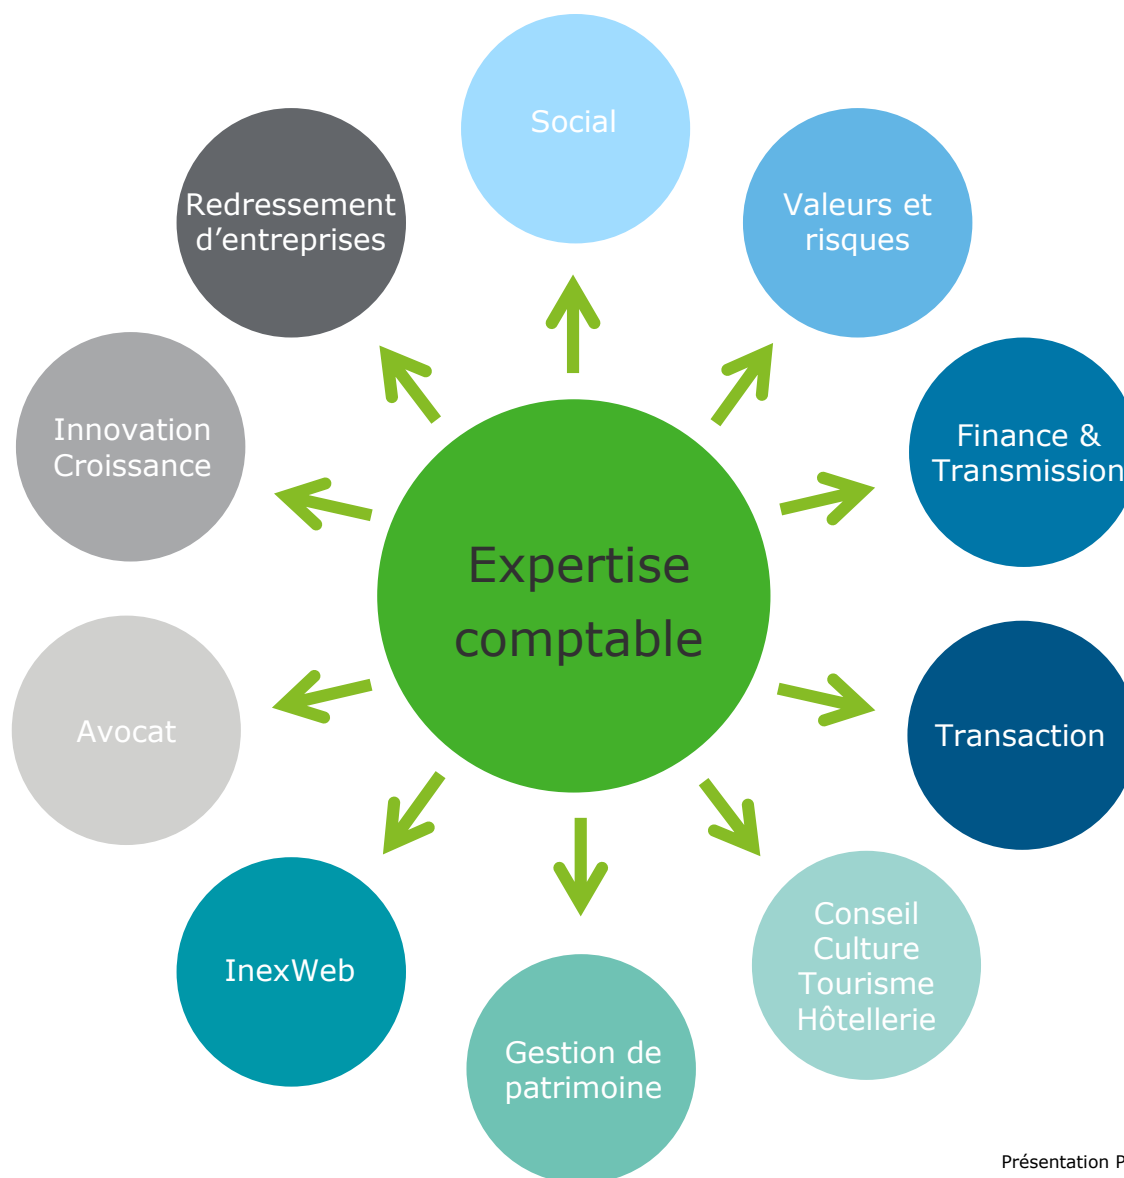 Social
Redressement
d’entreprises
Valeurs et
risques
Innovation
Croissance
Finance &
Transmission
Expertise
comptable
Avocat
Transaction
InexWeb
Conseil
Culture
Tourisme
Hôtellerie
Gestion de
patrimoine
Présentation P